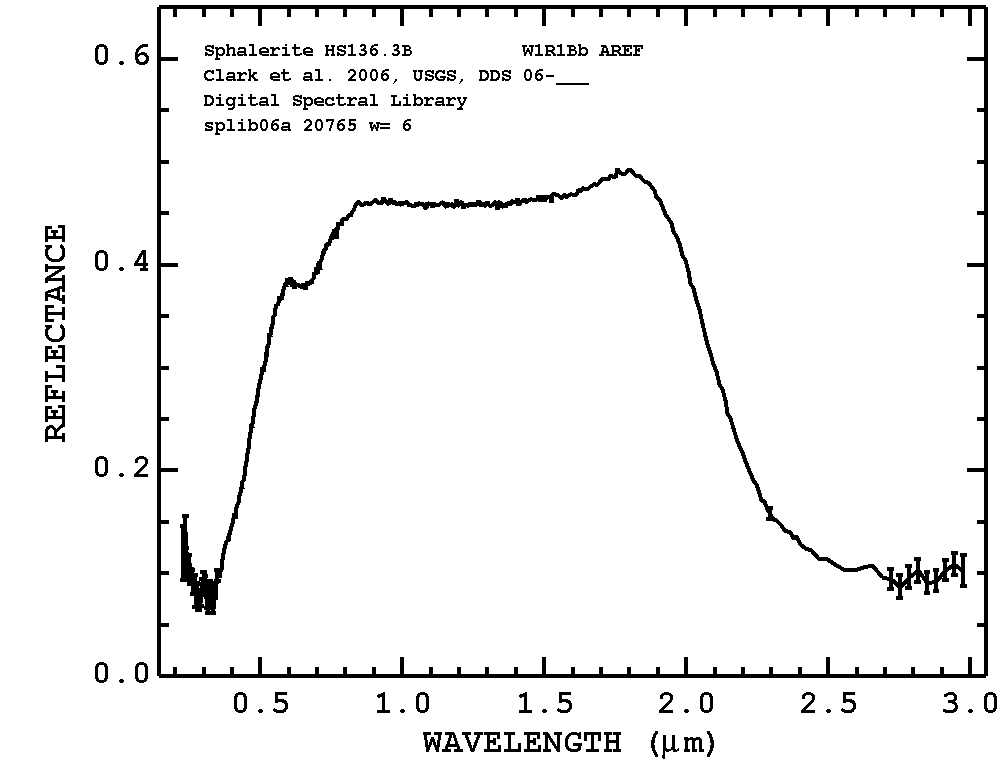 Sphalerite HS136.3B W1R1Bb AREF
Clark et al. 2006, USGS, DDS 06-___
Digital Spectral Library
splib06a 20765 w= 6
0.6
0.4
0.2
0.0
REFLECTANCE
0.5 1.0 1.5 2.0 2.5 3.0
WAVELENGTH (μm)